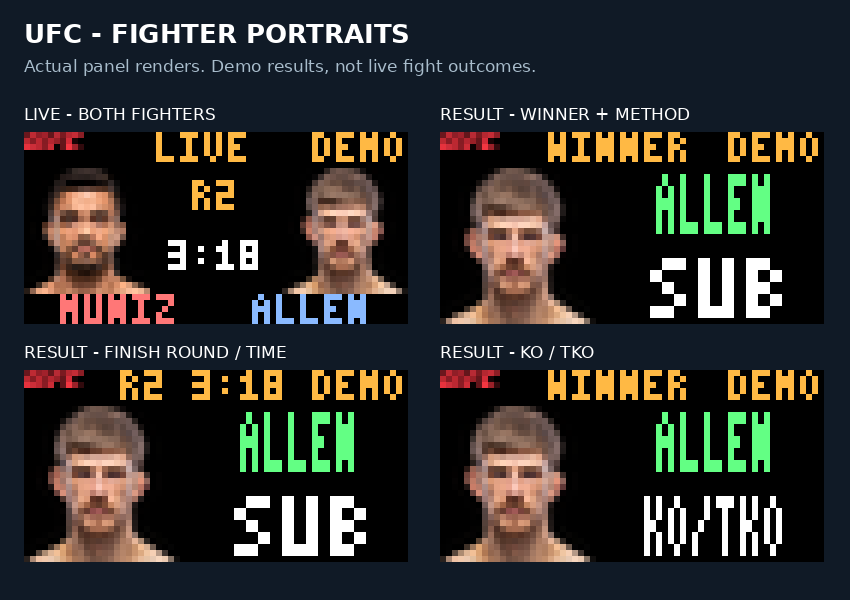 UFC - FIGHTER PORTRAITS
Actual panel renders. Demo results, not live fight outcomes.
LIVE - BOTH FIGHTERS
LIVE DEMO
R2
3:18
MUNIZ ALLEN
RESULT - WINNER + METHOD
WINNER DEMO
ALLEN
SUB
RESULT - FINISH ROUND / TIME
R2 3:18 DEMO
ALLEN
SUB
RESULT - KO / TKO
WINNER DEMO
ALLEN
KO/TKO